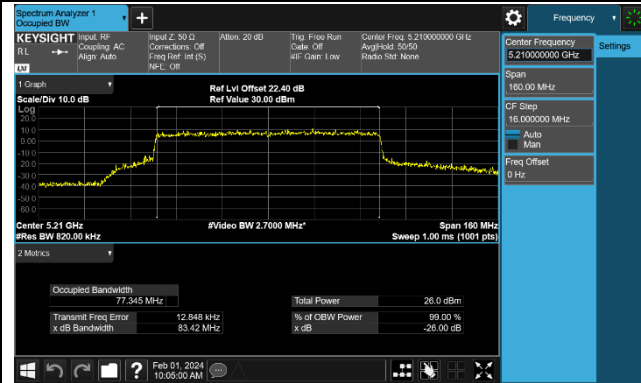 Spectrum Analyzer 1
Occupied BW
Frequency
KEYSIGHT
RL
LXI
Input: RF
Coupling: AC
Align: Auto
Input Z: 50 Ω
Corrections: Off
Freq Ref: Int (S)
NFE: Off
Atten: 20 dB
Trig: Free Run
Gate: Off
#IF Gain: Low
Center Freq: 5.210000000 GHz
Avg|Hold: 50/50
Radio Std: None
Center Frequency
5.210000000 GHz
Settings
Span
160.00 MHz
CF Step
16.000000 MHz
Auto
Man
Freq Offset
0 Hz
1 Graph
Scale/Div 10.0 dB
Ref Lvl Offset 22.40 dB
Ref Value 30.00 dBm
Log
20.0
10.0
0.00
-10.0
-20.0
-30.0
-40.0
-50.0
-60.0
Center 5.21 GHz
#Video BW 2.7000 MHz*
Span 160 MHz
#Res BW 820.00 kHz
Sweep 1.00 ms (1001 pts)
2 Metrics
Occupied Bandwidth
77.345 MHz
Total Power
26.0 dBm
Transmit Freq Error
12.848 kHz
% of OBW Power
99.00 %
x dB Bandwidth
83.42 MHz
x dB
-26.00 dB
?
Feb 01, 2024
10:05:00 AM